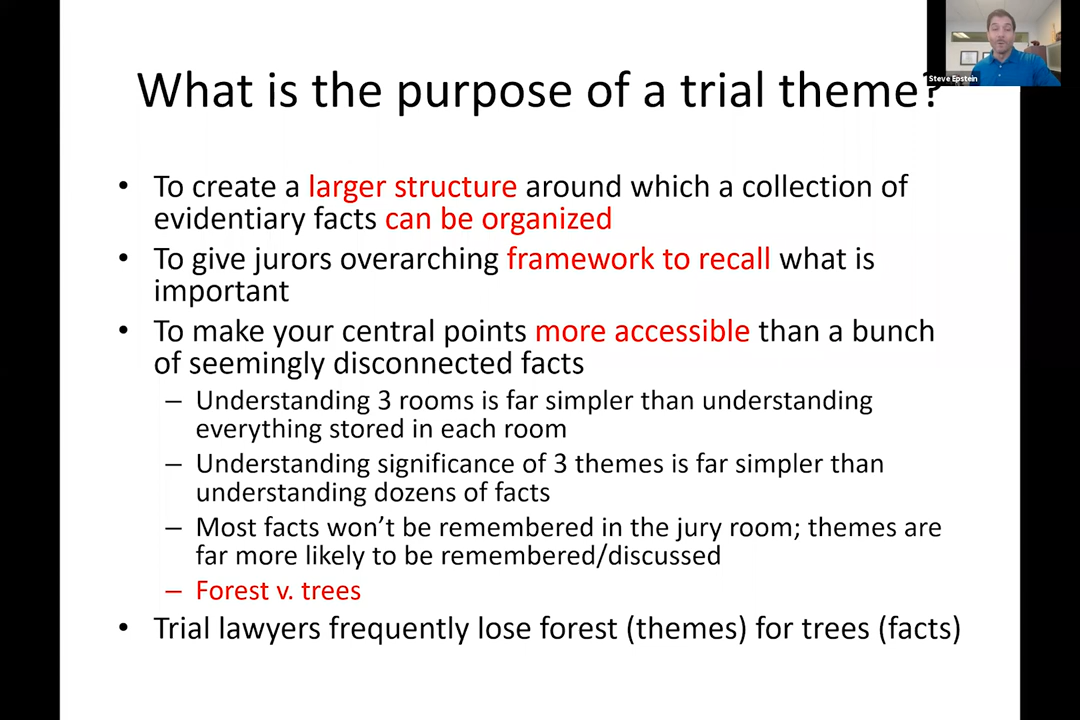 What is the purpose of a trial theme?
Steve Epstein
• To create a larger structure around which a collection of
evidentiary facts can be organized
• To give jurors overarching framework to recall what is
important
• To make your central points more accessible than a bunch
of seemingly disconnected facts
– Understanding 3 rooms is far simpler than understanding
everything stored in each room
– Understanding significance of 3 themes is far simpler than
understanding dozens of facts
– Most facts won’t be remembered in the jury room; themes are
far more likely to be remembered/discussed
– Forest v. trees
• Trial lawyers frequently lose forest (themes) for trees (facts)